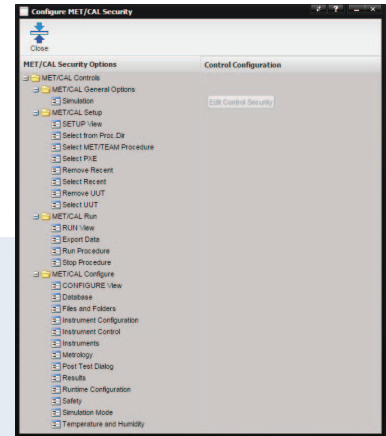 Configure MET/CAL Security
Close
MET/CAL Security Options
Control Configuration
MET/CAL Controls
MET/CAL General Options
Simulation
Edit Control Security
MET/CAL Setup
SETUP View
Select from Proc.Dir
Select MET/TEAM Procedure
Select PXE
Remove Recent
Select Recent
Remove UUT
Select UUT
MET/CAL Run
RUN View
Export Data
Run Procedure
Stop Procedure
MET/CAL Configure
CONFIGURE View
Database
Files and Folders
Instrument Configuration
Instrument Control
Instruments
Metrology
Post Test Dialog
Results
Runtime Configuration
Safety
Simulation Mode
Temperature and Humidity